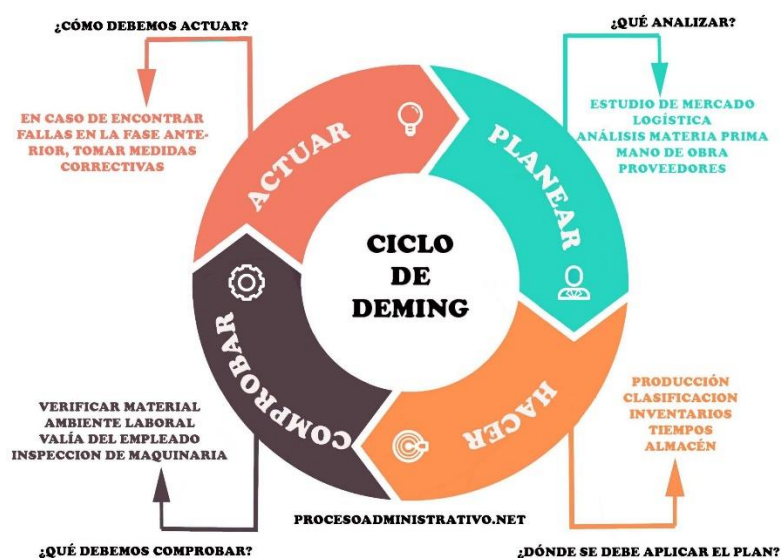 ¿CÓMO DEBEMOS ACTUAR?
EN CASO DE ENCONTRAR
FALLAS EN LA FASE ANTE-
RIOR, TOMAR MEDIDAS
CORRECTIVAS
¿QUÉ ANALIZAR?
ESTUDIO DE MERCADO
LOGÍSTICA
ANÁLISIS MATERIA PRIMA
MANO DE OBRA
PROVEEDORES
ACTUAR
PLANEAR
CICLO
DE
DEMING
COMPROBAR
HACER
VERIFICAR MATERIAL
AMBIENTE LABORAL
VALÍA DEL EMPLEADO
INSPECCION DE MAQUINARIA
PRODUCCIÓN
CLASIFICACION
INVENTARIOS
TIEMPOS
ALMACÉN
PROCESOADMINISTRATIVO.NET
¿QUÉ DEBEMOS COMPROBAR?
¿DÓNDE SE DEBE APLICAR EL PLAN?